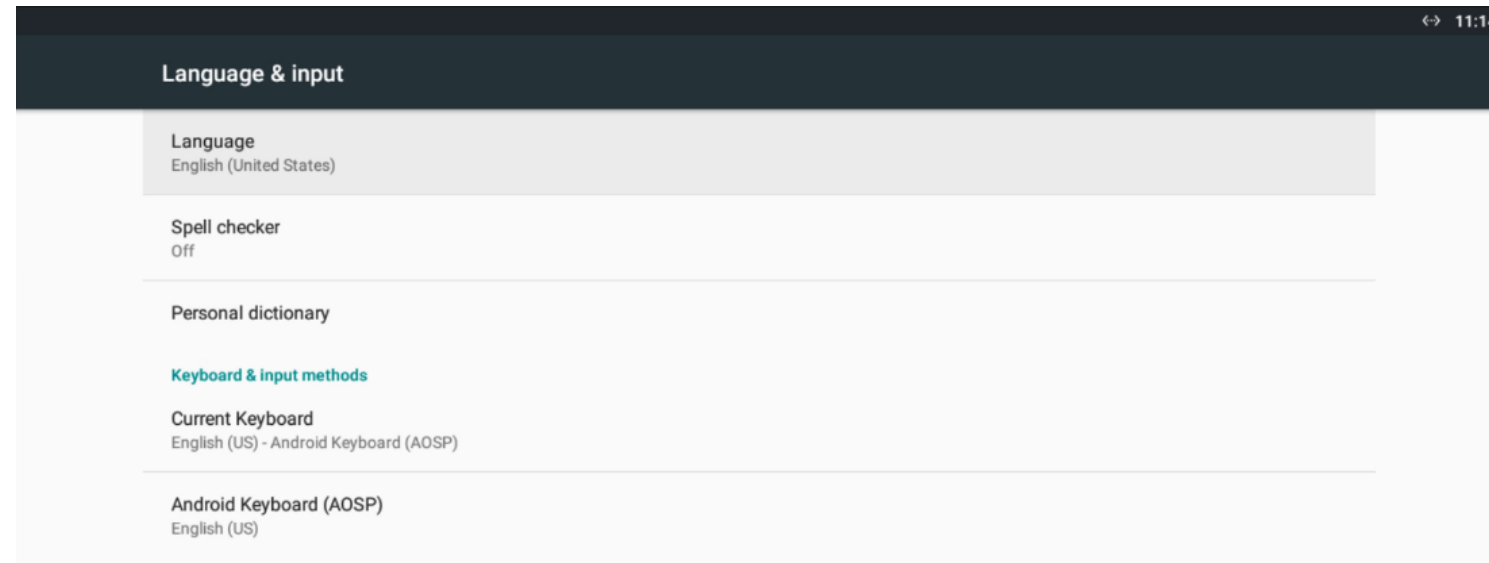 Language & input
Language
English (United States)
Spell checker
Off
Personal dictionary
Keyboard & input methods
Current Keyboard
English (US) - Android Keyboard (AOSP)
Android Keyboard (AOSP)
English (US)